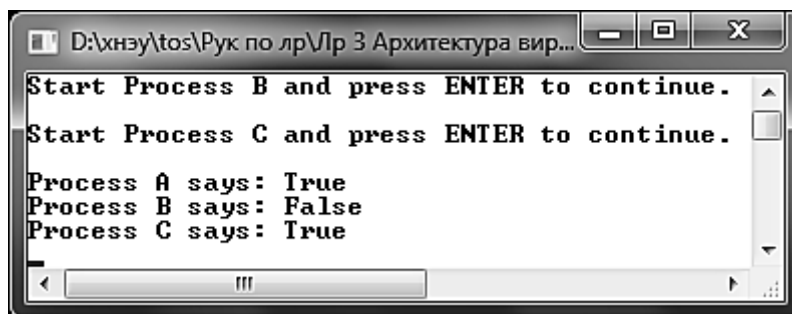 D:\хнэу\tos\Рук по лр\Лр 3 Архитектура вир...
Start Process B and press ENTER to continue.
Start Process C and press ENTER to continue.
Process A says: True
Process B says: False
Process C says: True